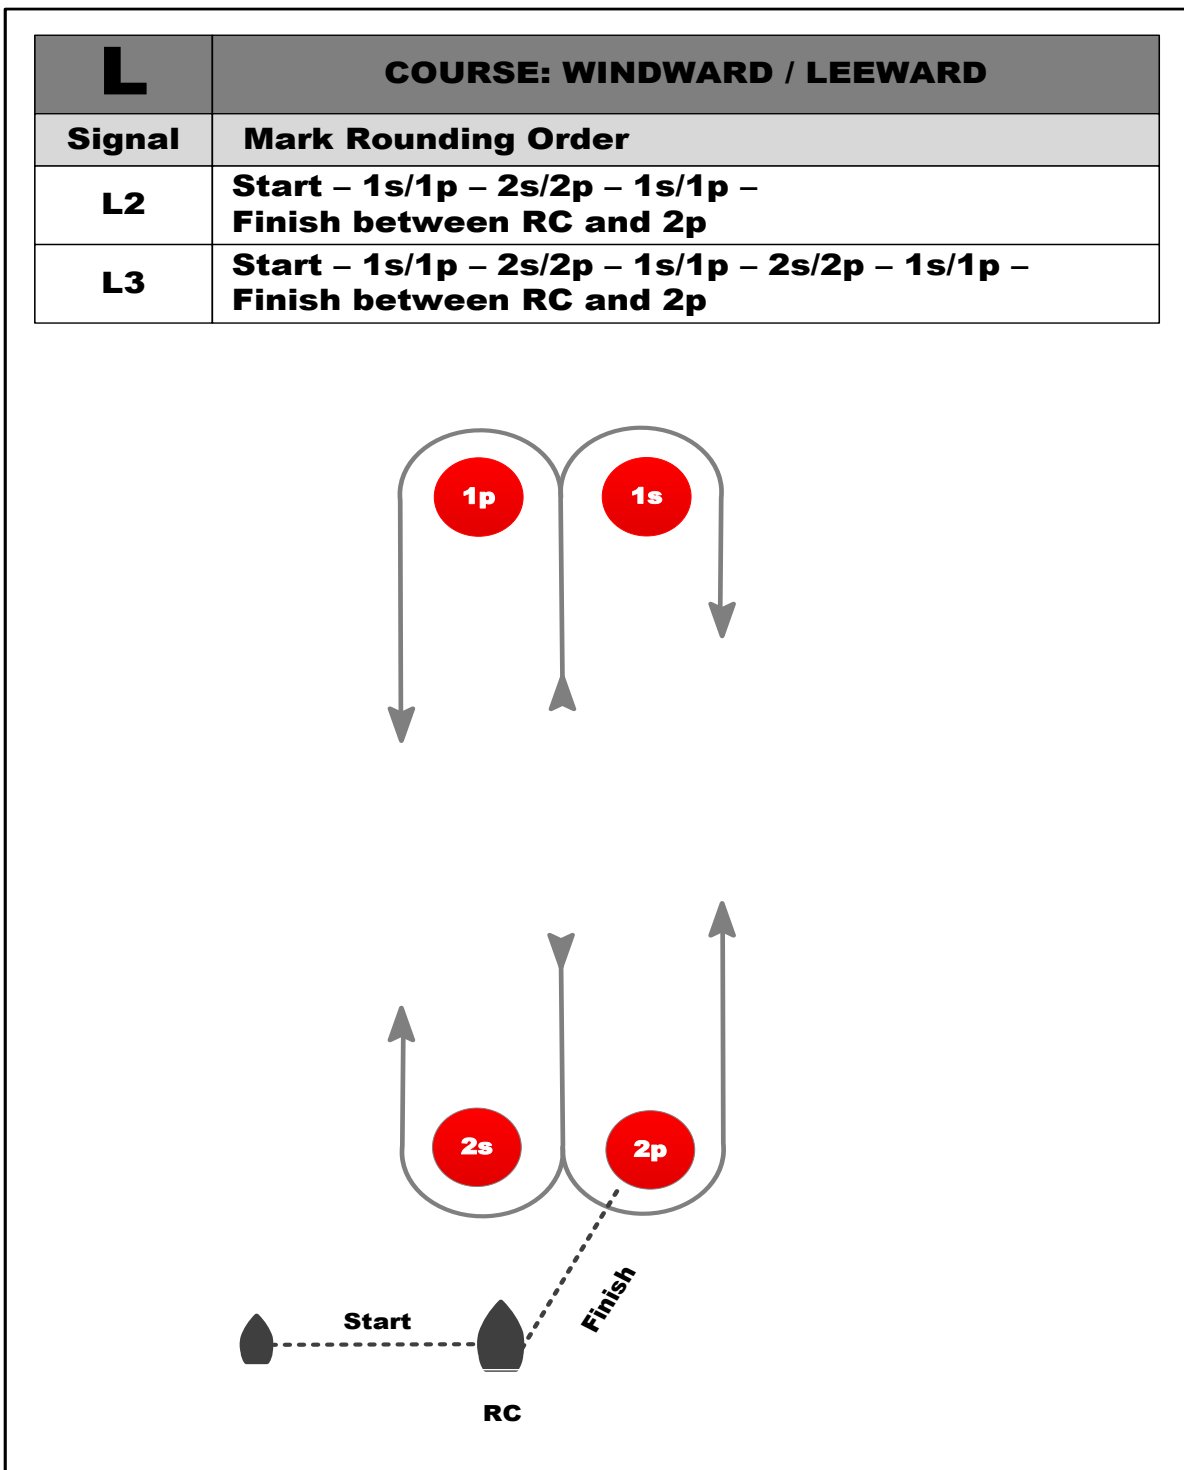 L
COURSE: WINDWARD / LEEWARD
Signal
Mark Rounding Order
L2
Start – 1s/1p – 2s/2p – 1s/1p –
Finish between RC and 2p
L3
Start – 1s/1p – 2s/2p – 1s/1p – 2s/2p – 1s/1p –
Finish between RC and 2p
1p
1s
2s
2p
Finish
Start
RC